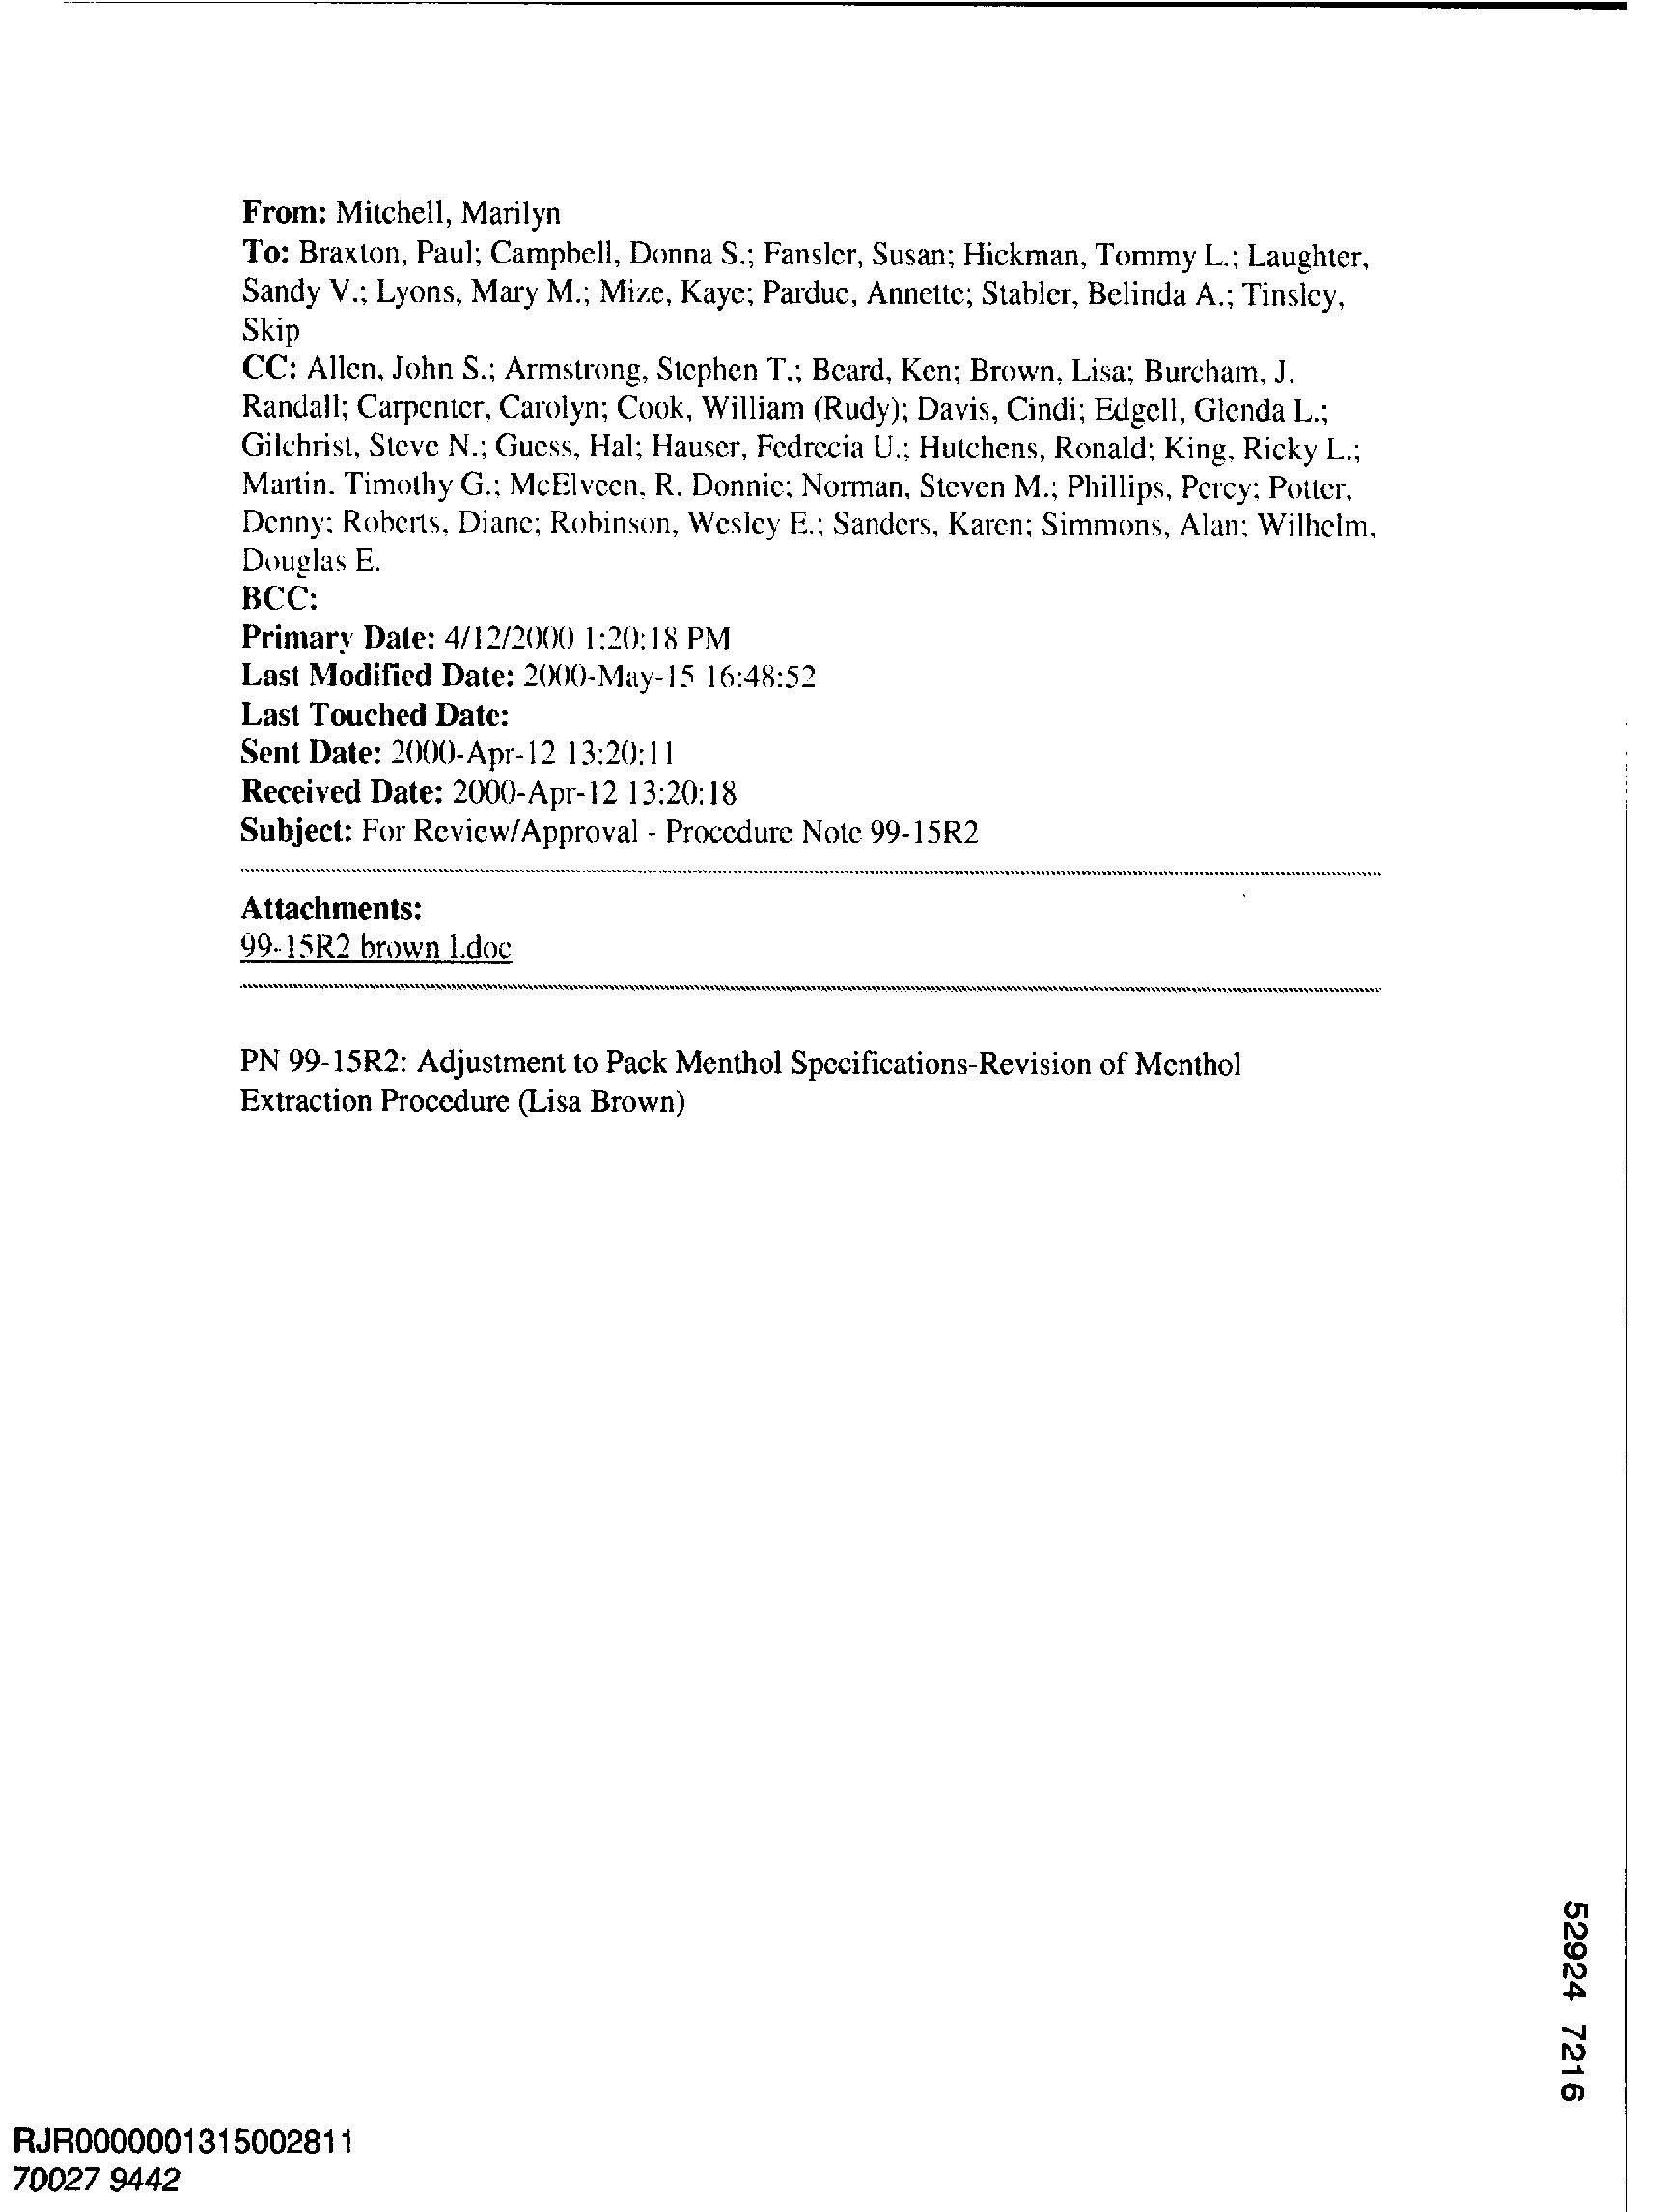 From: Mitchell, Marilyn
To: Braxton, Paul; Campbell, Donna S.; Fansler, Susan; Hickman, Tommy L.; Laughter,
Sandy V.; Lyons, Mary M.; Mize, Kaye; Pardue, Annette; Stabler, Belinda A.; Tinsley,
Skip
CC: Allen, John S.; Armstrong, Stephen T.; Beard, Ken; Brown, Lisa; Burcham, J.
Randall; Carpenter, Carolyn; Cook, William (Rudy); Davis, Cindi; Edgell, Glenda L.;
Gilchrist, Steve N.; Guess, Hal; Hauser, Fedrecia U.; Hutchens, Ronald; King, Ricky L.;
Martin, Timothy G.; McElveen, R. Donnie; Norman, Steven M.; Phillips, Percy; Potter,
Denny; Roberts, Diane; Robinson, Wesley E.; Sanders, Karen; Simmons, Alan; Wilhelm,
Douglas E.
BCC:
Primary Date: 4/12/2000 1:20:18 PM
Last Modified Date: 2000-May-15 16:48:52
Last Touched Date:
Sent Date: 2000-Apr-12 13:20:11
Received Date: 2000-Apr-12 13:20:18
Subject: For Review/Approval - Procedure Note 99-15R2
Attachments:
99-15R2 brown l.doc
PN 99-15R2: Adjustment to Pack Menthol Specifications-Revision of Menthol
Extraction Procedure (Lisa Brown)
52924 7216
RJR0000001315002811
70027 9442